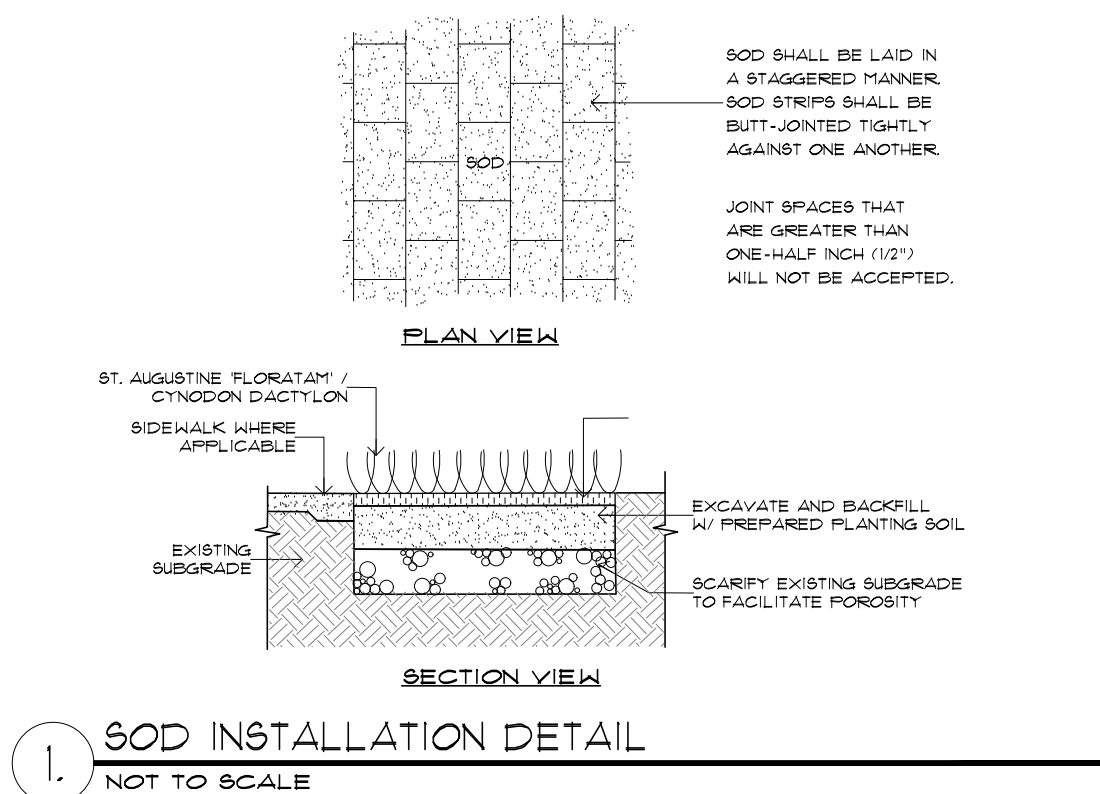 SOD SHALL BE LAID IN
A STAGGERED MANNER.
SOD STRIPS SHALL BE
BUTT-JOINTED TIGHTLY
AGAINST ONE ANOTHER.
SOD
JOINT SPACES THAT
ARE GREATER THAN
ONE-HALF INCH (1/2")
WILL NOT BE ACCEPTED.
PLAN VIEW
ST. AUGUSTINE 'FLORATAM' /
CYNODON DACTYLON
SIDEWALK WHERE
APPLICABLE
EXCAVATE AND BACKFILL
W/ PREPARED PLANTING SOIL
EXISTING
SUBGRADE
SCARIFY EXISTING SUBGRADE
TO FACILITATE POROSITY
SECTION VIEW
1.
SOD INSTALLATION DETAIL
NOT TO SCALE